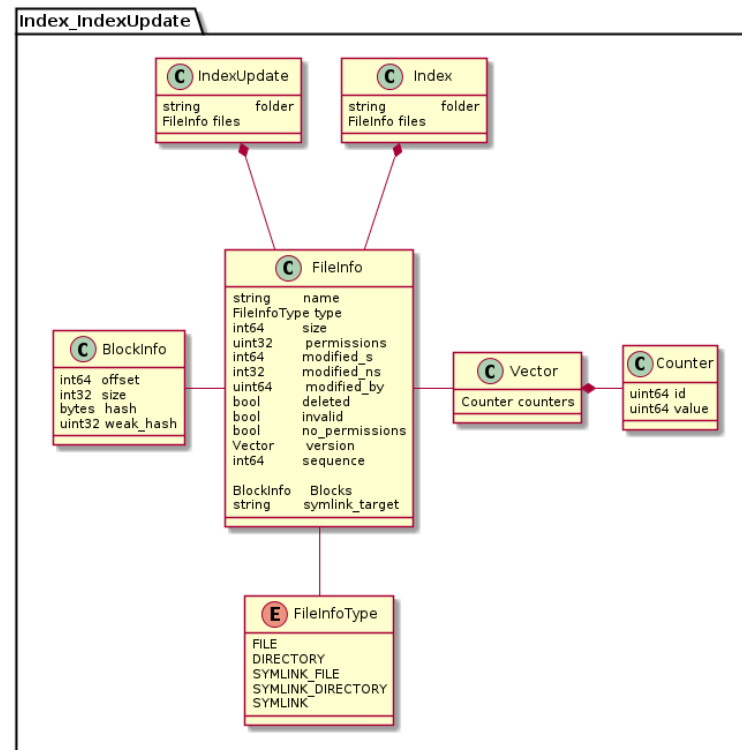 Index_IndexUpdate
C IndexUpdate
string folder
FileInfo files
C Index
string folder
FileInfo files
C FileInfo
string name
FileInfoType type
int64 size
uint32 permissions
int64 modified_s
int32 modified_ns
uint64 modified_by
bool deleted
bool invalid
bool no_permissions
Vector version
int64 sequence
BlockInfo Blocks
string symlink_target
C BlockInfo
int64 offset
int32 size
bytes hash
uint32 weak_hash
C Vector
Counter counters
C Counter
uint64 id
uint64 value
E FileInfoType
FILE
DIRECTORY
SYMLINK_FILE
SYMLINK_DIRECTORY
SYMLINK